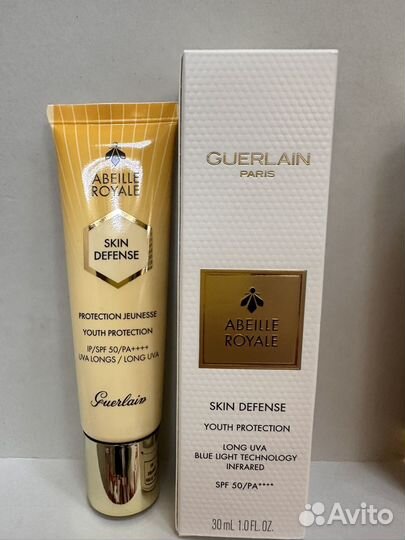 ABEILLE
ROYALE
SKIN
DEFENSE
PROTECTION JEUNESSE
YOUTH PROTECTION
IP/SPF 50/PA++++
UVA LONGS / LONG UVA
Guerlain
GUERLAIN
PARIS
ABEILLE
ROYALE
SKIN DEFENSE
YOUTH PROTECTION
LONG UVA
BLUE LIGHT TECHNOLOGY
INFRARED
SPF 50/PA++++
30 mL 1.0 FL. OZ.
Avito